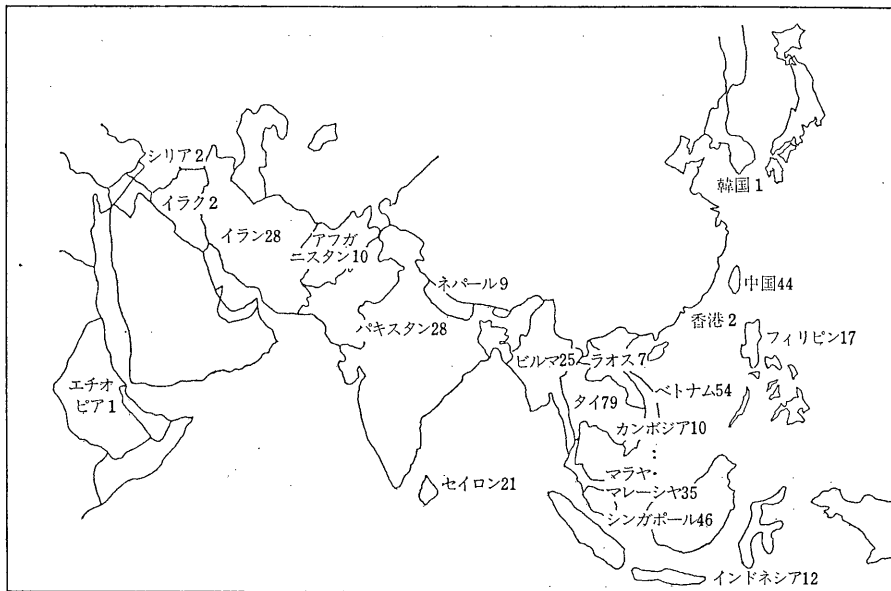 シリア2
イラク2
イラン28
アフガ
ニスタン10
ネパール9
パキスタン28
韓国1
中国44
香港2
フィリピン17
ビルマ25
ラオス7
ベトナム54
タイ79
カンボジア10
エチオ
ピア1
セイロン21
マラヤ・
マレーシヤ35
シンガポール46
インドネシア12